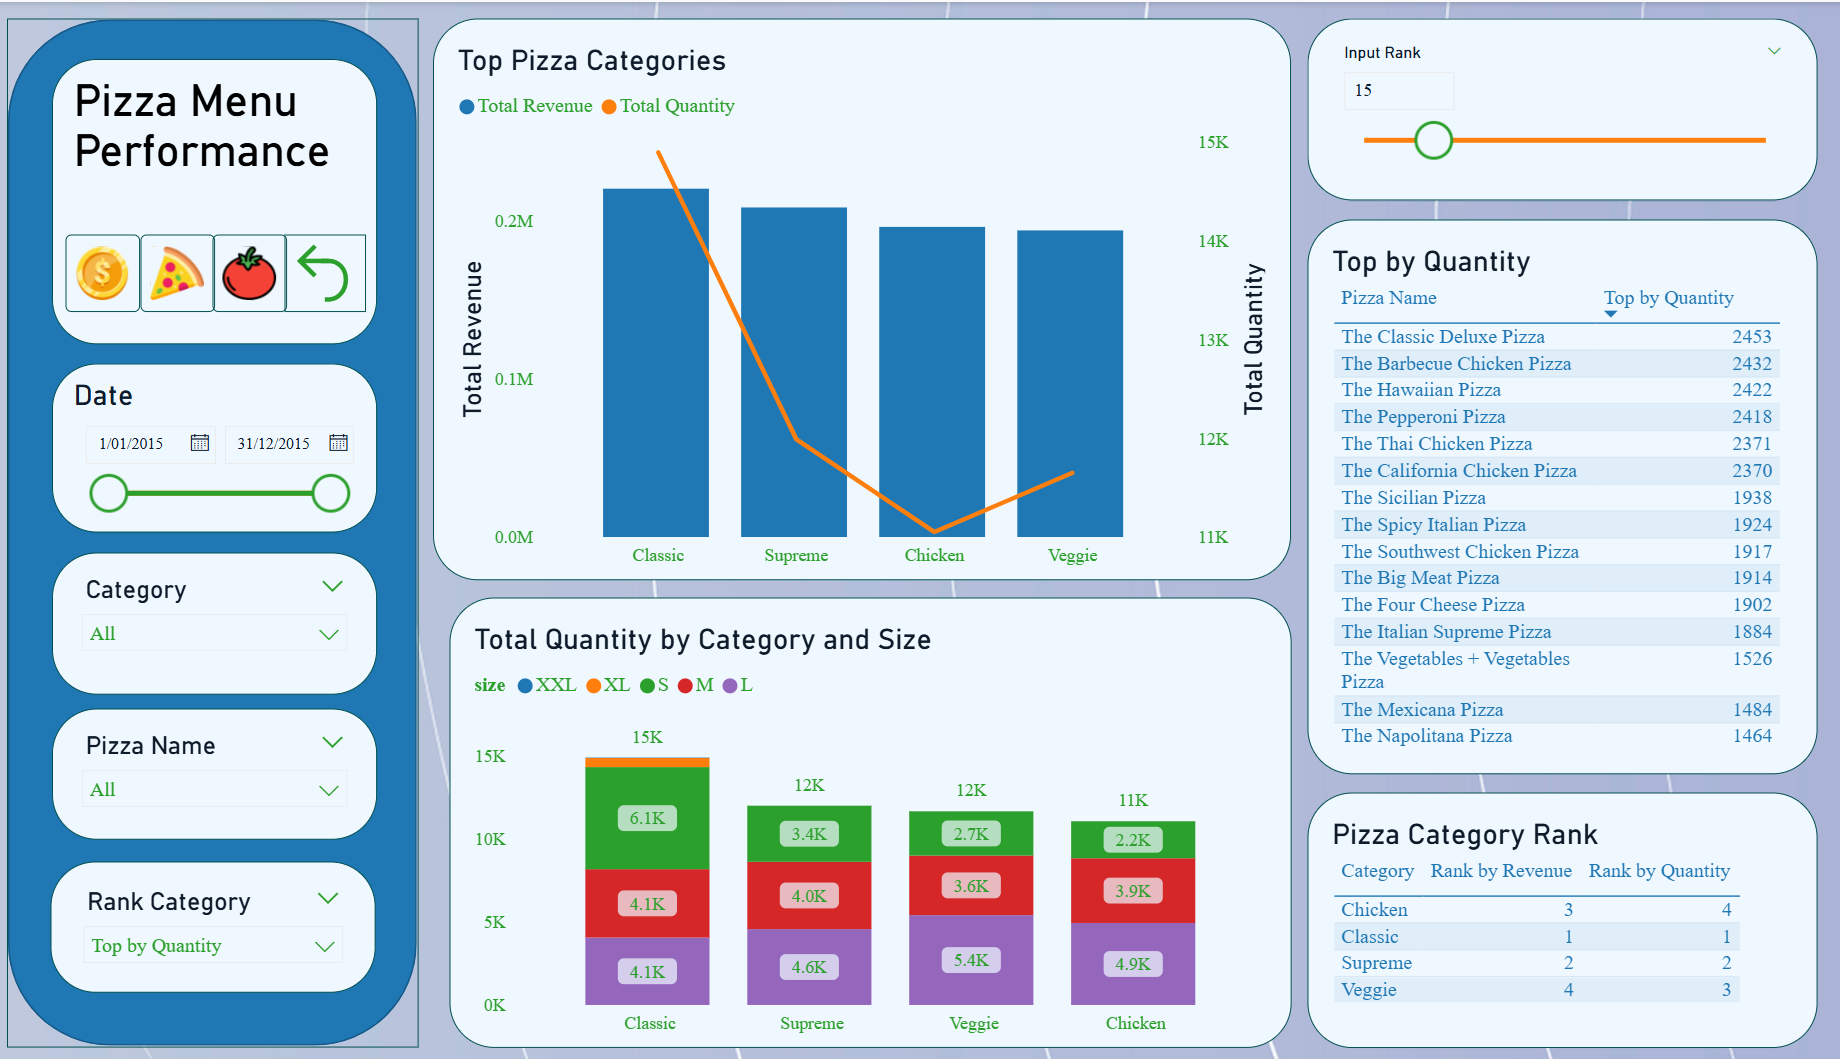 Pizza Menu
Performance
Date
1/01/2015 31/12/2015
Category
All
Pizza Name
All
Rank Category
Top by Quantity
Top Pizza Categories
Total Revenue Total Quantity
Total Revenue
0.2M
0.1M
0.0M
15K
14K
13K
12K
11K
Total Quantity
Classic Supreme Chicken Veggie
Total Quantity by Category and Size
size XXL XL S M L
15K
10K
5K
0K
15K
12K
12K
11K
6.1K
3.4K
2.7K
2.2K
4.1K
4.0K
3.6K
3.9K
4.1K
4.6K
5.4K
4.9K
Classic Supreme Veggie Chicken
Input Rank
15
Top by Quantity
Pizza Name Top by Quantity
The Classic Deluxe Pizza 2453
The Barbecue Chicken Pizza 2432
The Hawaiian Pizza 2422
The Pepperoni Pizza 2418
The Thai Chicken Pizza 2371
The California Chicken Pizza 2370
The Sicilian Pizza 1938
The Spicy Italian Pizza 1924
The Southwest Chicken Pizza 1917
The Big Meat Pizza 1914
The Four Cheese Pizza 1902
The Italian Supreme Pizza 1884
The Vegetables + Vegetables 1526
Pizza
The Mexicana Pizza 1484
The Napolitana Pizza 1464
Pizza Category Rank
Category Rank by Revenue Rank by Quantity
Chicken 3 4
Classic 1 1
Supreme 2 2
Veggie 4 3